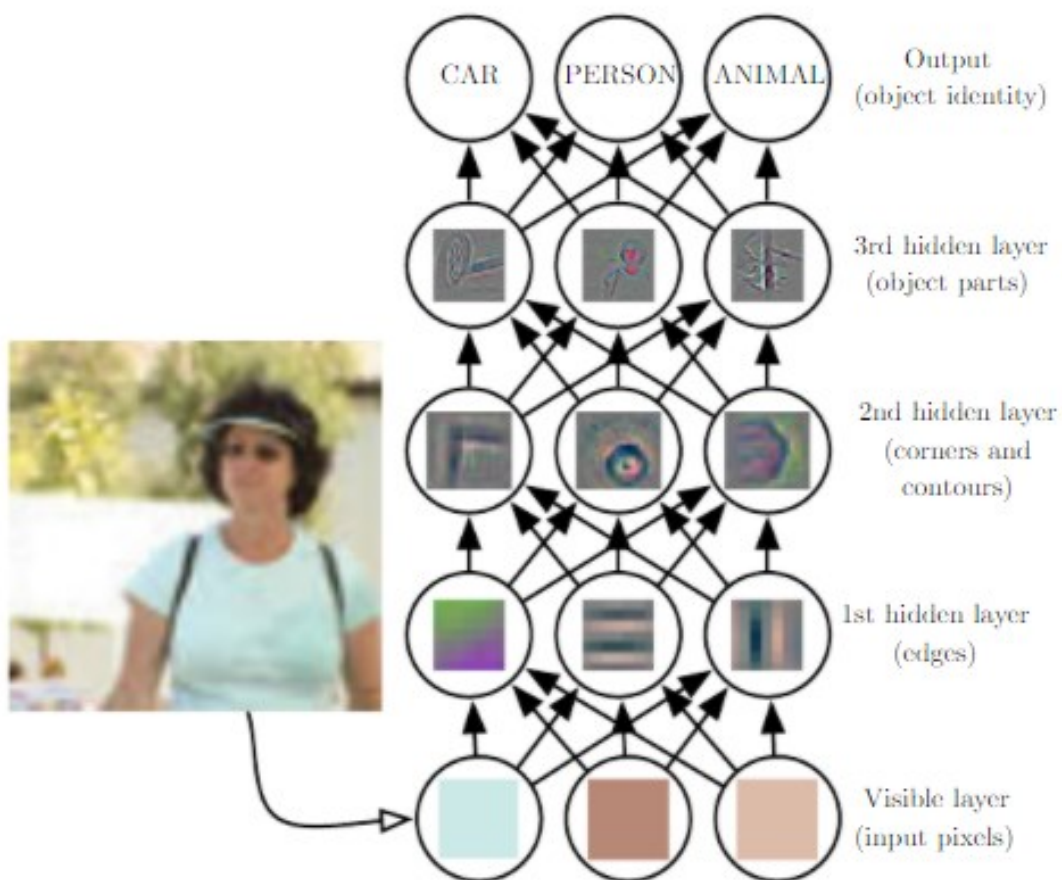 CAR
PERSON
ANIMAL
Output
(object identity)
3rd hidden layer
(object parts)
2nd hidden layer
(corners and
contours)
1st hidden layer
(edges)
Visible layer
(input pixels)